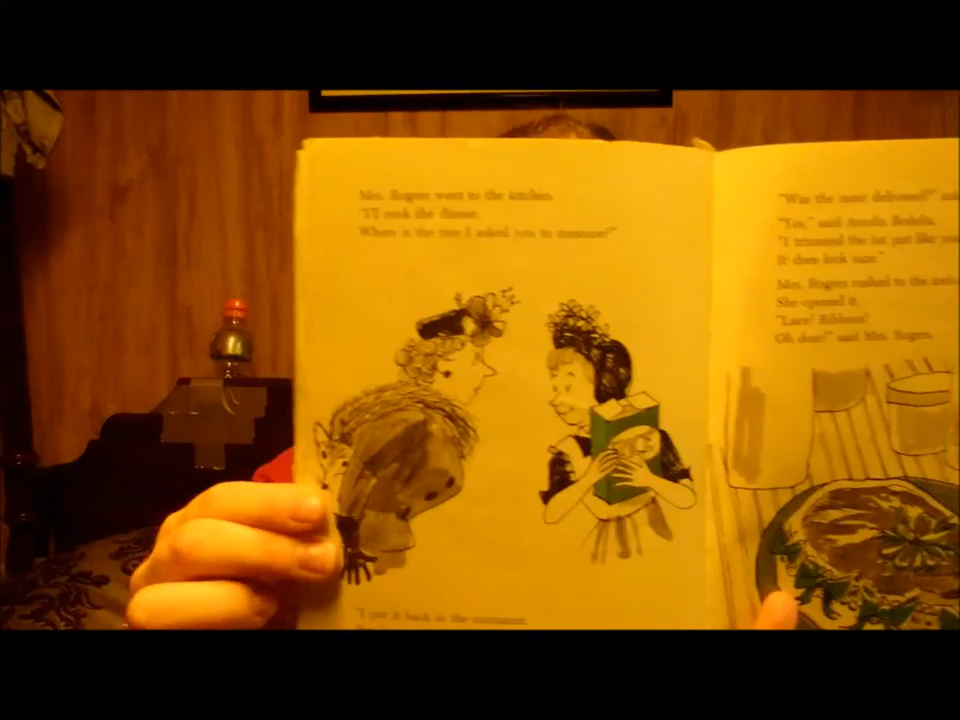 Mrs. Rogers went to the kitchen.
"I'll cook the dinner.
Where is the rice I asked you to measure?"
"I put it back in the container.
"Was the meat delivered?"
"Yes," said Amelia Bedelia.
"I trimmed the fat just like you
It does look nice."
Mrs. Rogers rushed to the
She opened it.
"Lace! Ribbons!
Oh, dear!" said Mrs. Rogers.